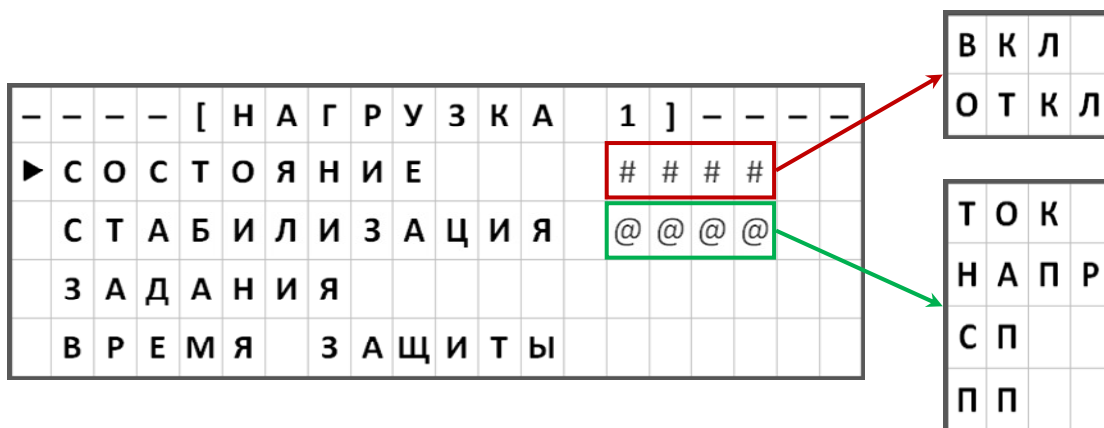 ----[НАГРУЗКА 1]----
►СОСТОЯНИЕ ####
СТАБИЛИЗАЦИЯ @@@@
ЗАДАНИЯ
ВРЕМЯ ЗАЩИТЫ
ВКЛ
ОТКЛ
ТОК
НАПР
СП
ПП